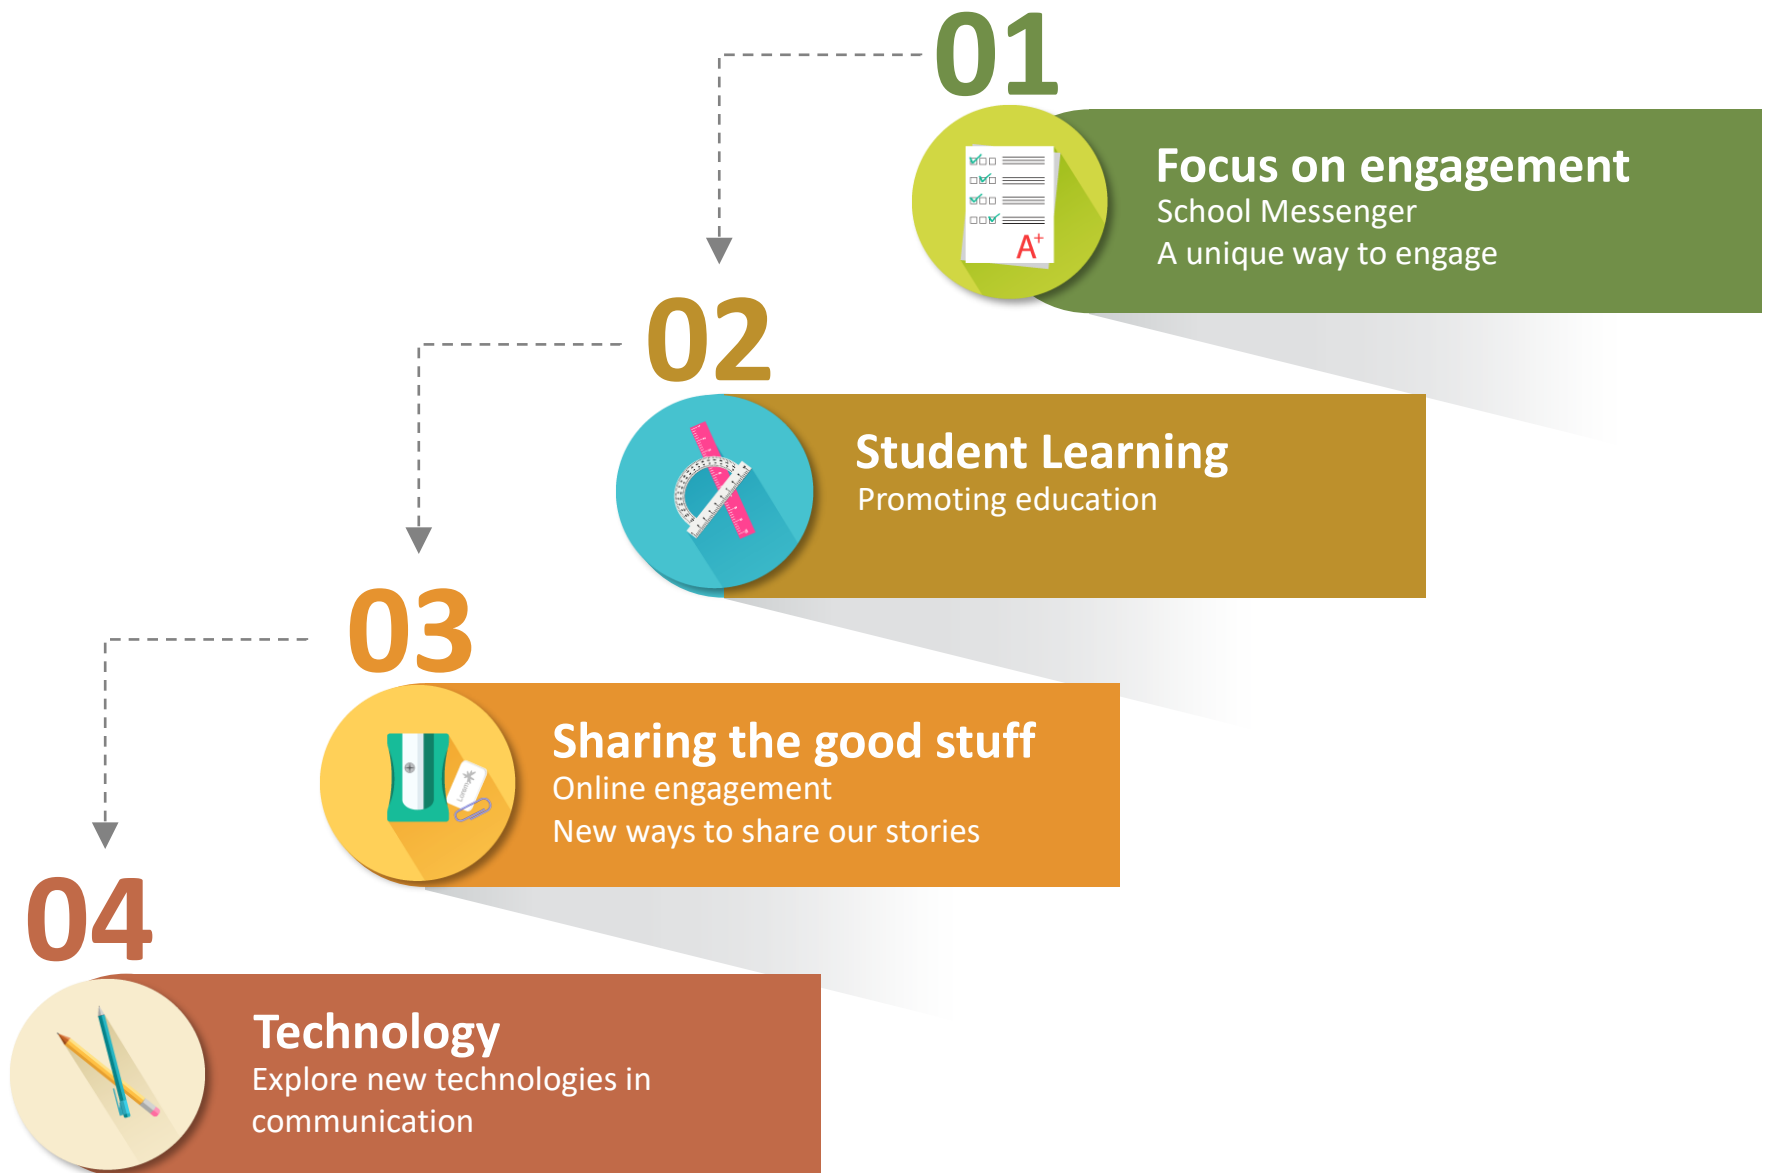 01
Focus on engagement
School Messenger
A unique way to engage
A+
02
Student Learning
Promoting education
03
Sharing the good stuff
Online engagement
New ways to share our stories
Lorem
04
Technology
Explore new technologies in
communication